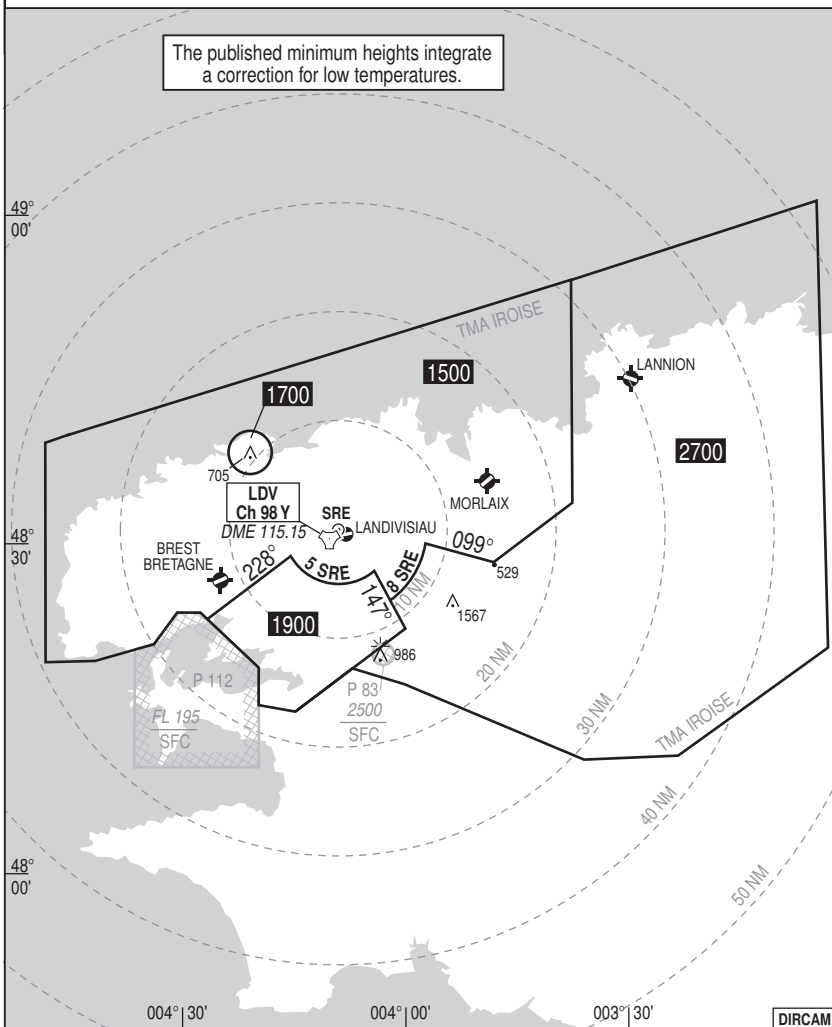 The published minimum heights integrate
a correction for low temperatures.
49°
00'
TMA IROISE
LANNION
1500
1700
2700
705
MORLAIX
LDV
Ch 98 Y
DME 115.15
SRE
LANDIVISIAU
48°
30'
BREST
BRETAGNE
228°
5 SRE
8 SRE
099°
529
147°
10 NM
1567
1900
986
20 NM
P 112
P 83
2500
SFC
FL 195
SFC
30 NM
TMA IROISE
40 NM
48°
00'
50 NM
004° 30'
004° 00'
003° 30'
DIRCAM